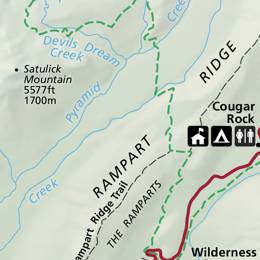 Creek
Devils Dream
Creek
Satulick
Mountain
5577ft
1700m
Pyramid
Creek
RAMPART
RIDGE
Cougar
Rock
Rampart Ridge Trail
THE RAMPARTS
Wilderness